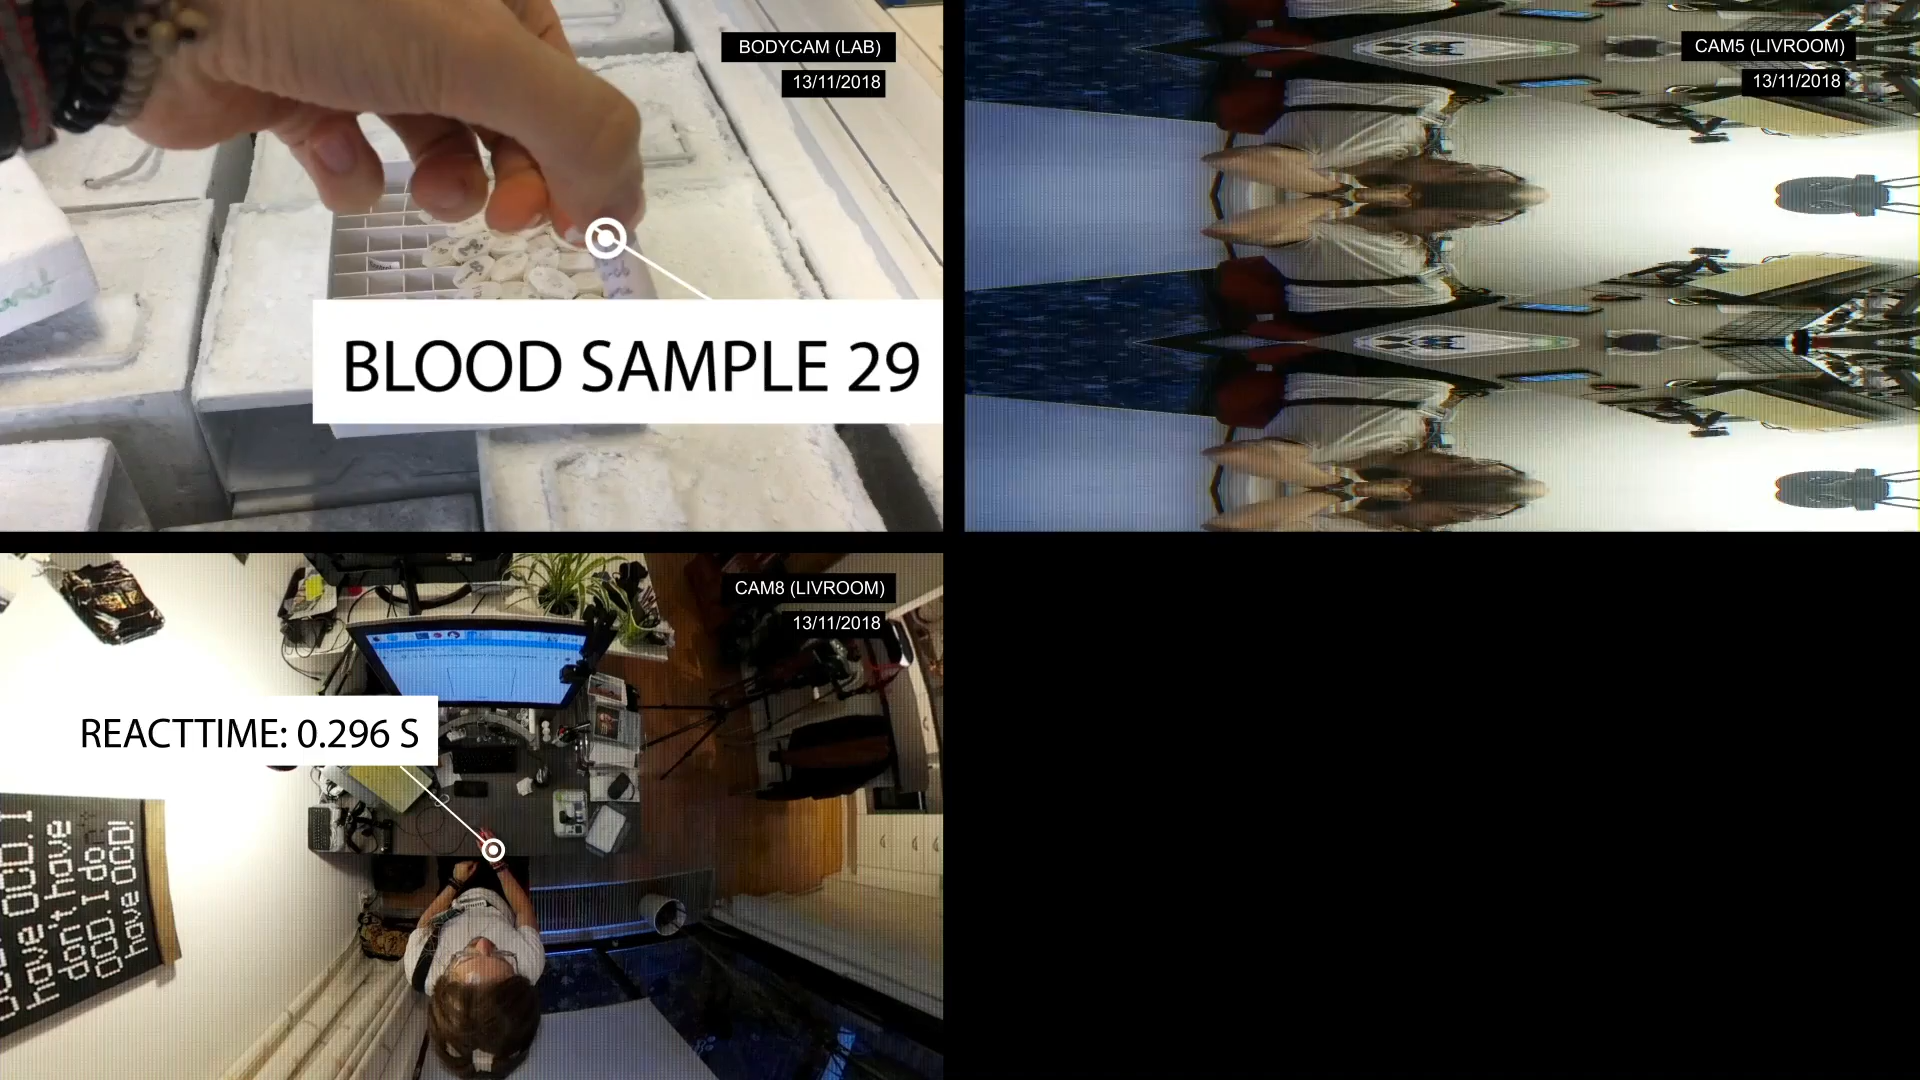 BODYCAM (LAB)
13/11/2018
BLOOD SAMPLE 29
CAM5 (LIVROOM)
13/11/2018
CAM8 (LIVROOM)
13/11/2018
REACTTIME: 0.296 S
have OCD. I
don't have
OCD. I do
have OCD!